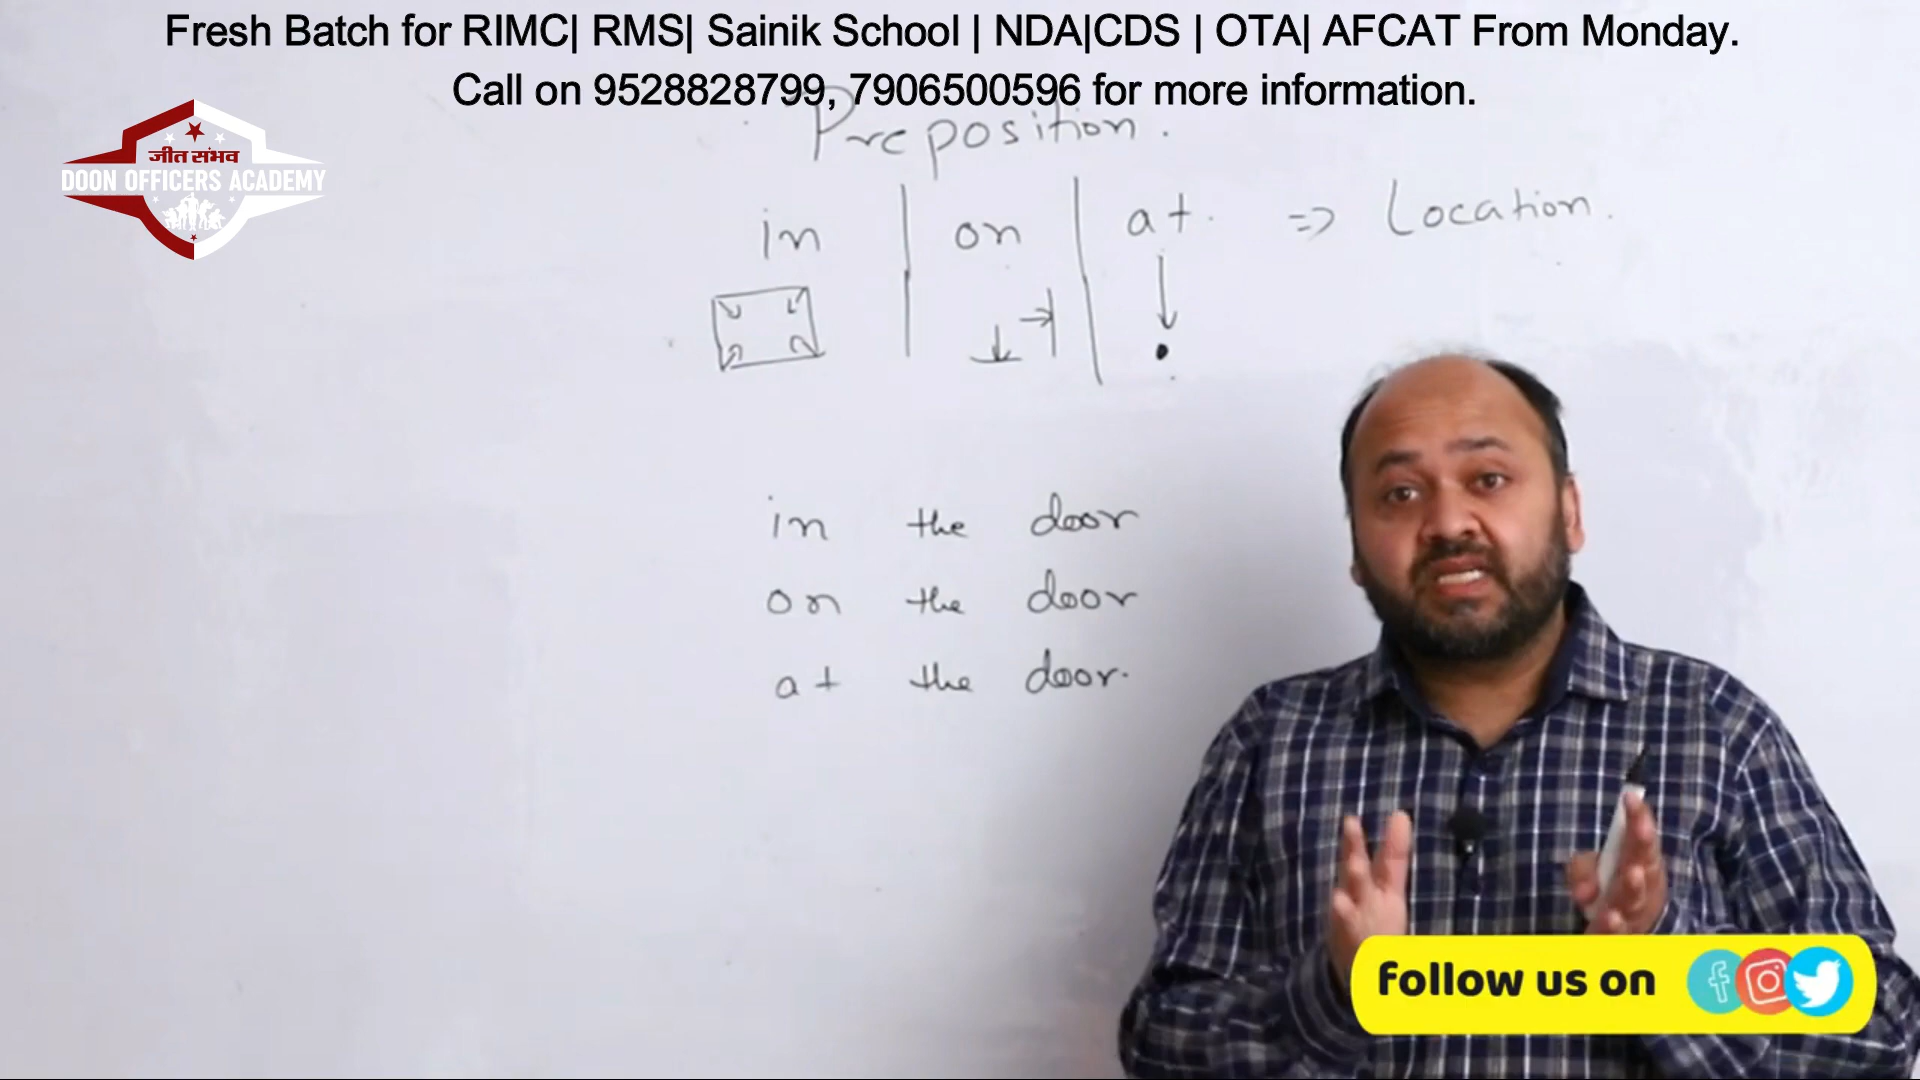 Fresh Batch for RIMC| RMS| Sainik School | NDA|CDS | OTA| AFCAT From Monday.
Call on 9528828799, 7906500596 for more information.
जीत संभव
DOON OFFICERS ACADEMY
Preposition.
in | on | at. => Location.
in the door
on the door
at the door.
Follow us on